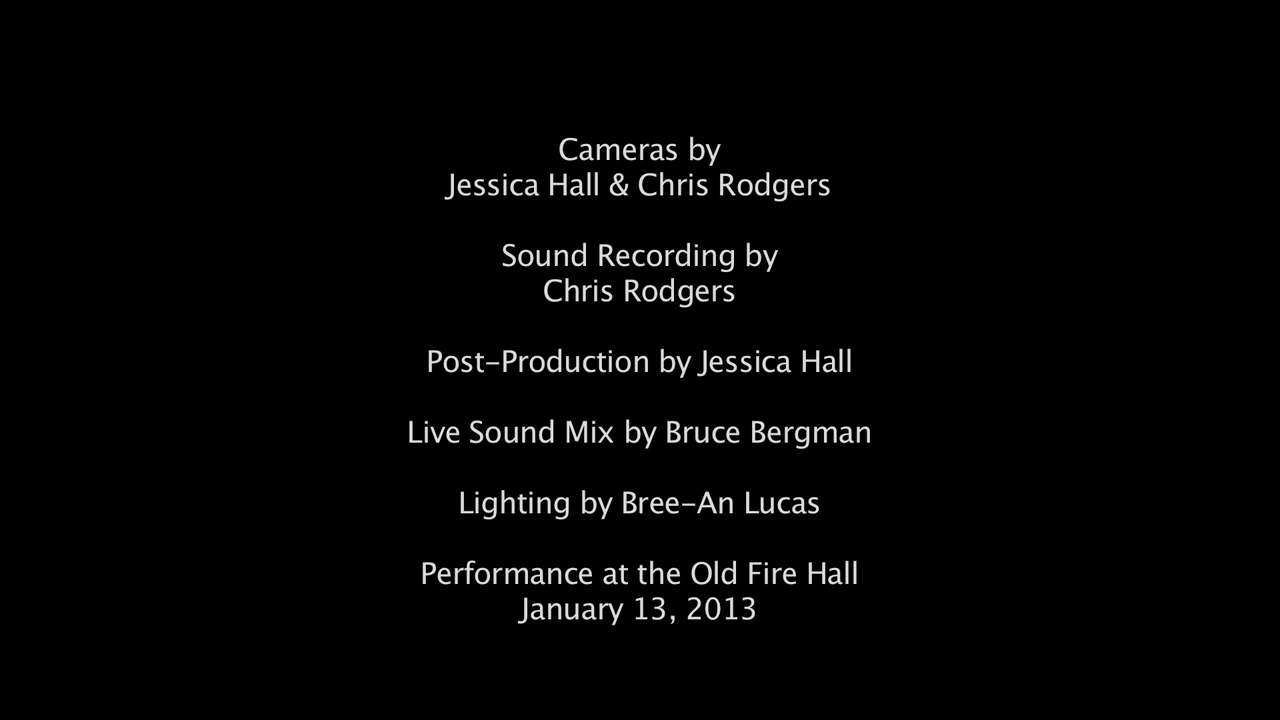 Cameras by
Jessica Hall & Chris Rodgers
Sound Recording by
Chris Rodgers
Post-Production by Jessica Hall
Live Sound Mix by Bruce Bergman
Lighting by Bree-An Lucas
Performance at the Old Fire Hall
January 13, 2013